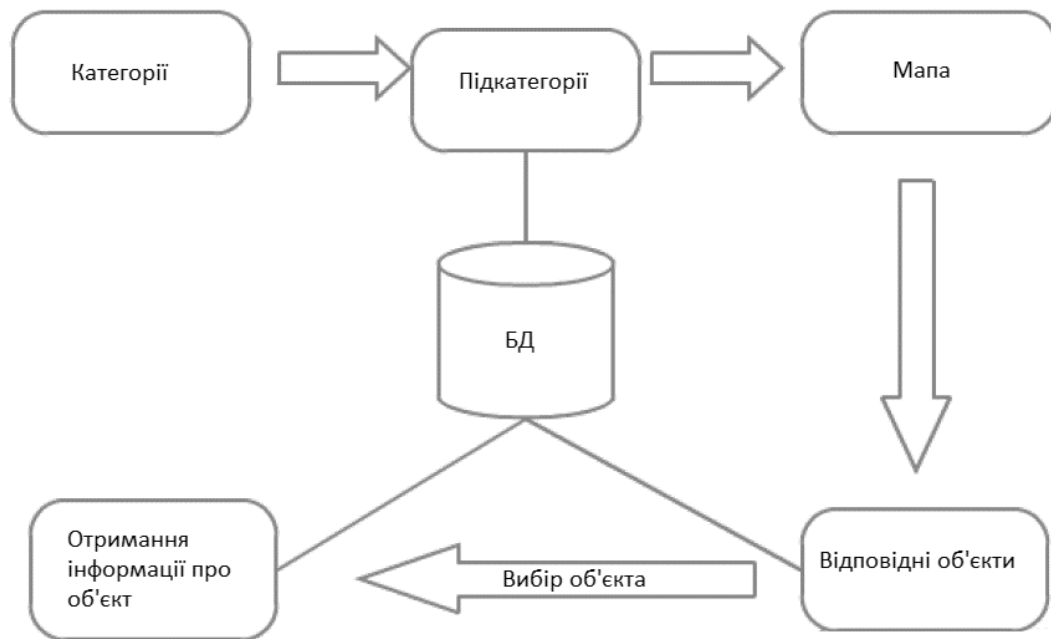 Категорії
Підкатегорії
Мапа
БД
Отримання
інформації про
об'єкт
Вибір об'єкта
Відповідні об'єкти